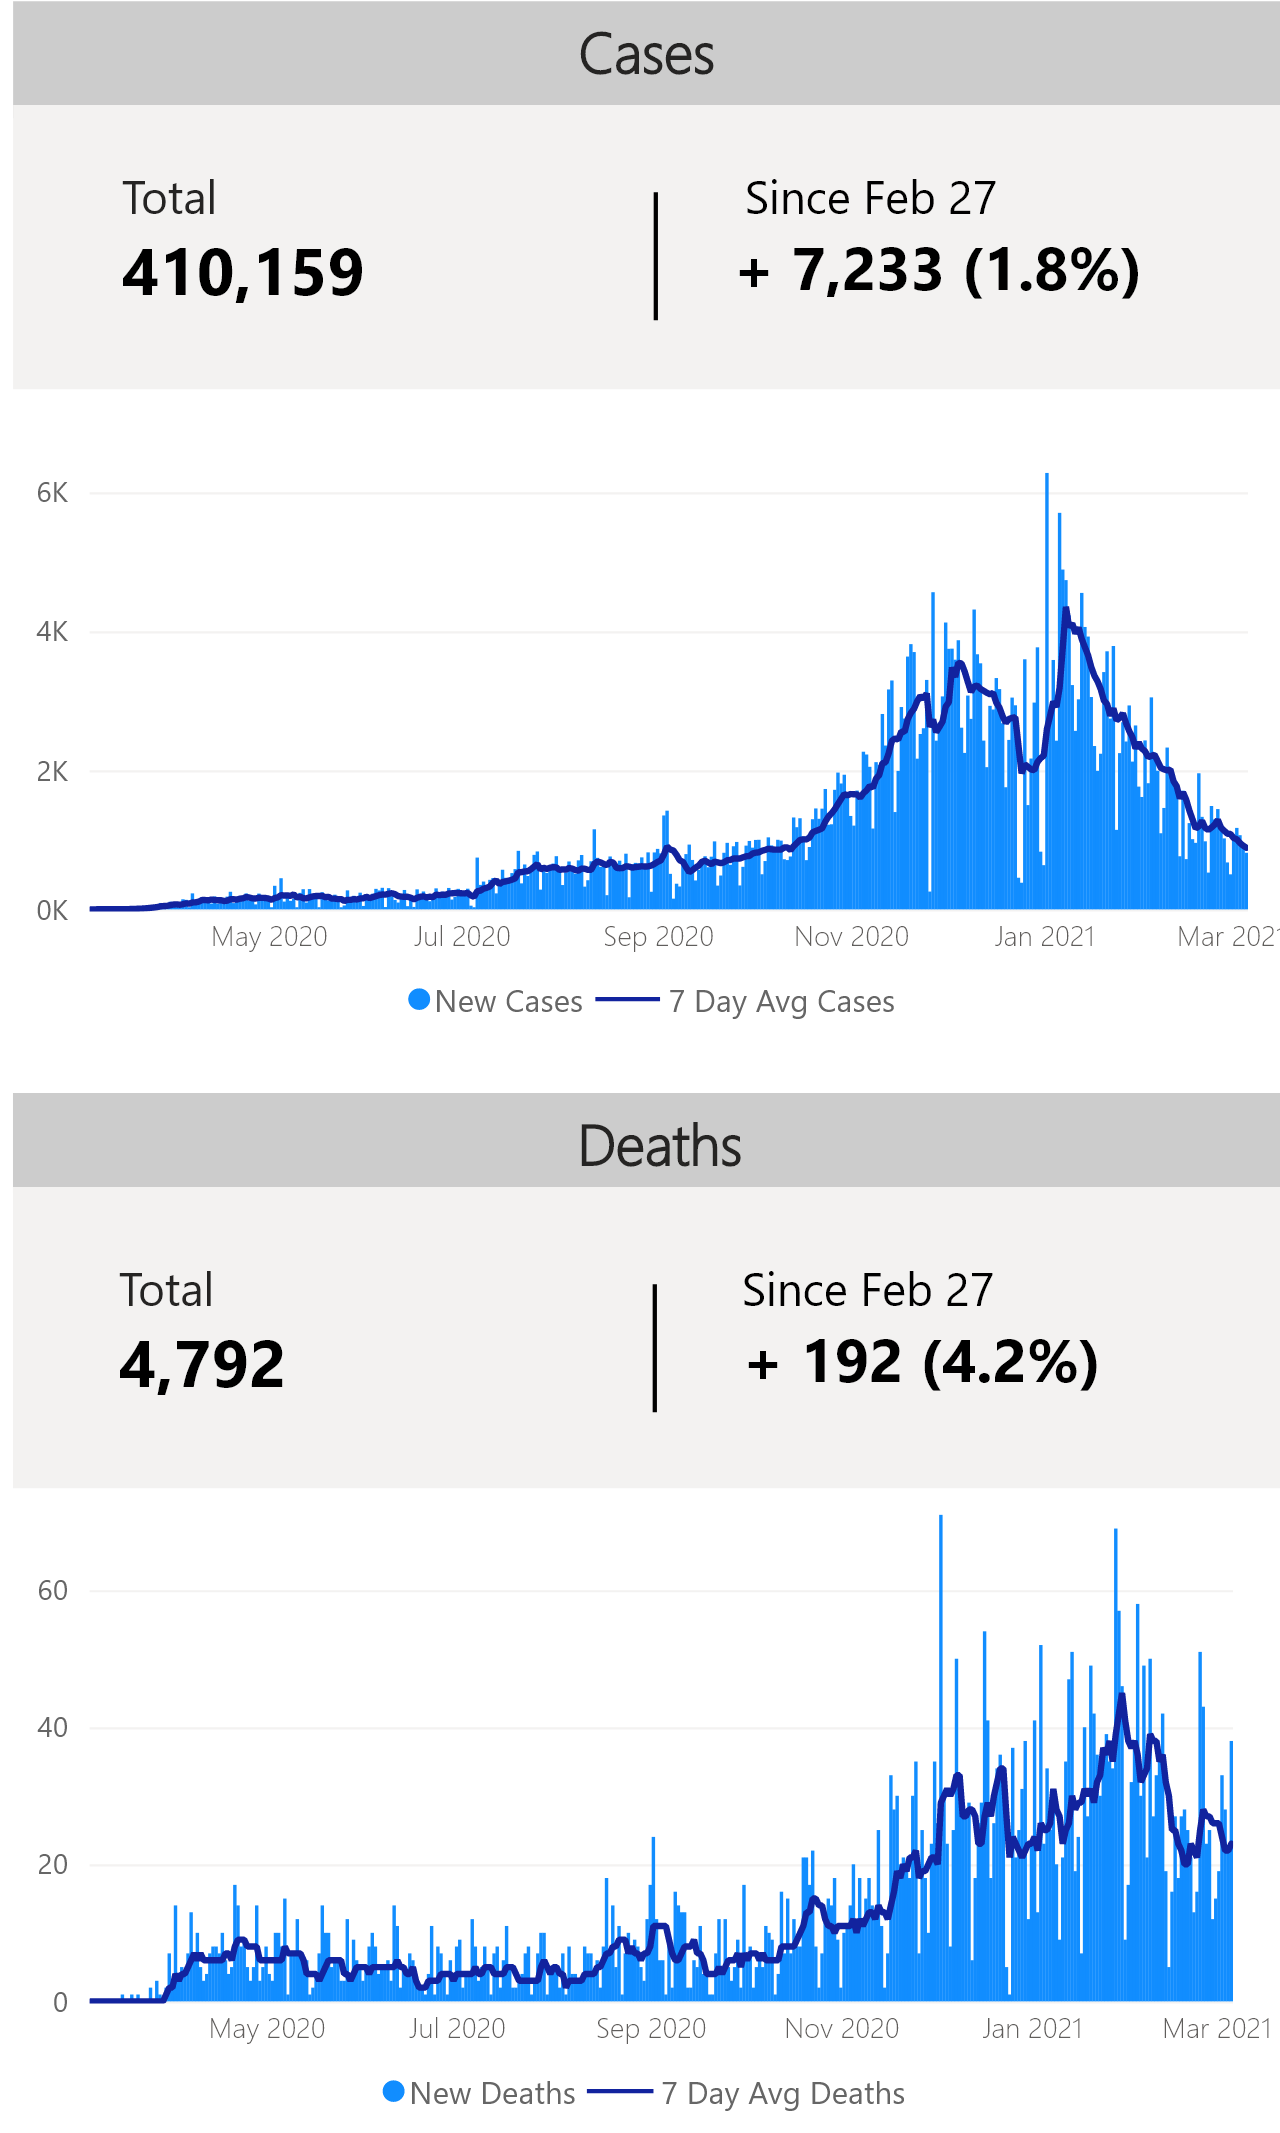 Cases
Total
Since Feb 27
410,159
+ 7,233 (1.8%)
6K
4K
2K
0K
May 2020 Jul 2020 Sep 2020 Nov 2020 Jan 2021 Mar 2021
New Cases 7 Day Avg Cases
Deaths
Total
Since Feb 27
4,792
+ 192 (4.2%)
60
40
20
0
May 2020 Jul 2020 Sep 2020 Nov 2020 Jan 2021 Mar 2021
New Deaths 7 Day Avg Deaths